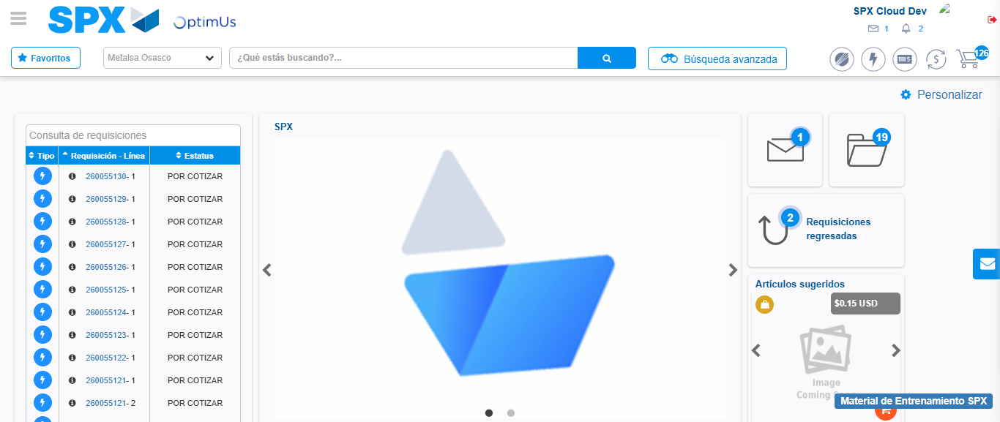 SPX
OptimUs
SPX Cloud Dev
1
2
Favoritos
Metalsa Osasco
¿Qué estás buscando?...
Búsqueda avanzada
126
Personalizar
Consulta de requisiciones
Tipo
Requisición - Línea
Estatus
260055130- 1
POR COTIZAR
260055129- 1
POR COTIZAR
260055128- 1
POR COTIZAR
260055127- 1
POR COTIZAR
260055126- 1
POR COTIZAR
260055125- 1
POR COTIZAR
260055124- 1
POR COTIZAR
260055123- 1
POR COTIZAR
260055122- 1
POR COTIZAR
260055121- 1
POR COTIZAR
260055121- 2
POR COTIZAR
SPX
1
19
2
Requisiciones
regresadas
Artículos sugeridos
$0.15 USD
Image
Coming
Material de Entrenamiento SPX